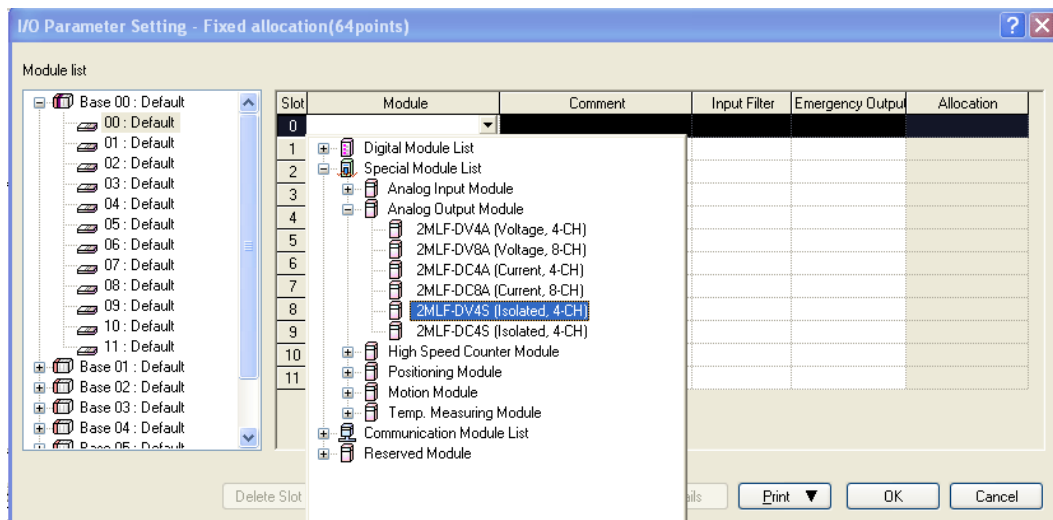 I/O Parameter Setting - Fixed allocation(64points)
Module list
Base 00 : Default
00 : Default
01 : Default
02 : Default
03 : Default
04 : Default
05 : Default
06 : Default
07 : Default
08 : Default
09 : Default
10 : Default
11 : Default
Base 01 : Default
Base 02 : Default
Base 03 : Default
Base 04 : Default
Base 05 : Default
Slot Module Comment Input Filter Emergency Output Allocation
0
1
2
3
4
5
6
7
8
9
10
11
Digital Module List
Special Module List
Analog Input Module
Analog Output Module
2MLF-DV4A (Voltage, 4-CH)
2MLF-DV8A (Voltage, 8-CH)
2MLF-DC4A (Current, 4-CH)
2MLF-DC8A (Current, 8-CH)
2MLF-DV4S (Isolated, 4-CH)
2MLF-DC4S (Isolated, 4-CH)
High Speed Counter Module
Positioning Module
Motion Module
Temp. Measuring Module
Communication Module List
Reserved Module
Delete Slot ils Print OK Cancel